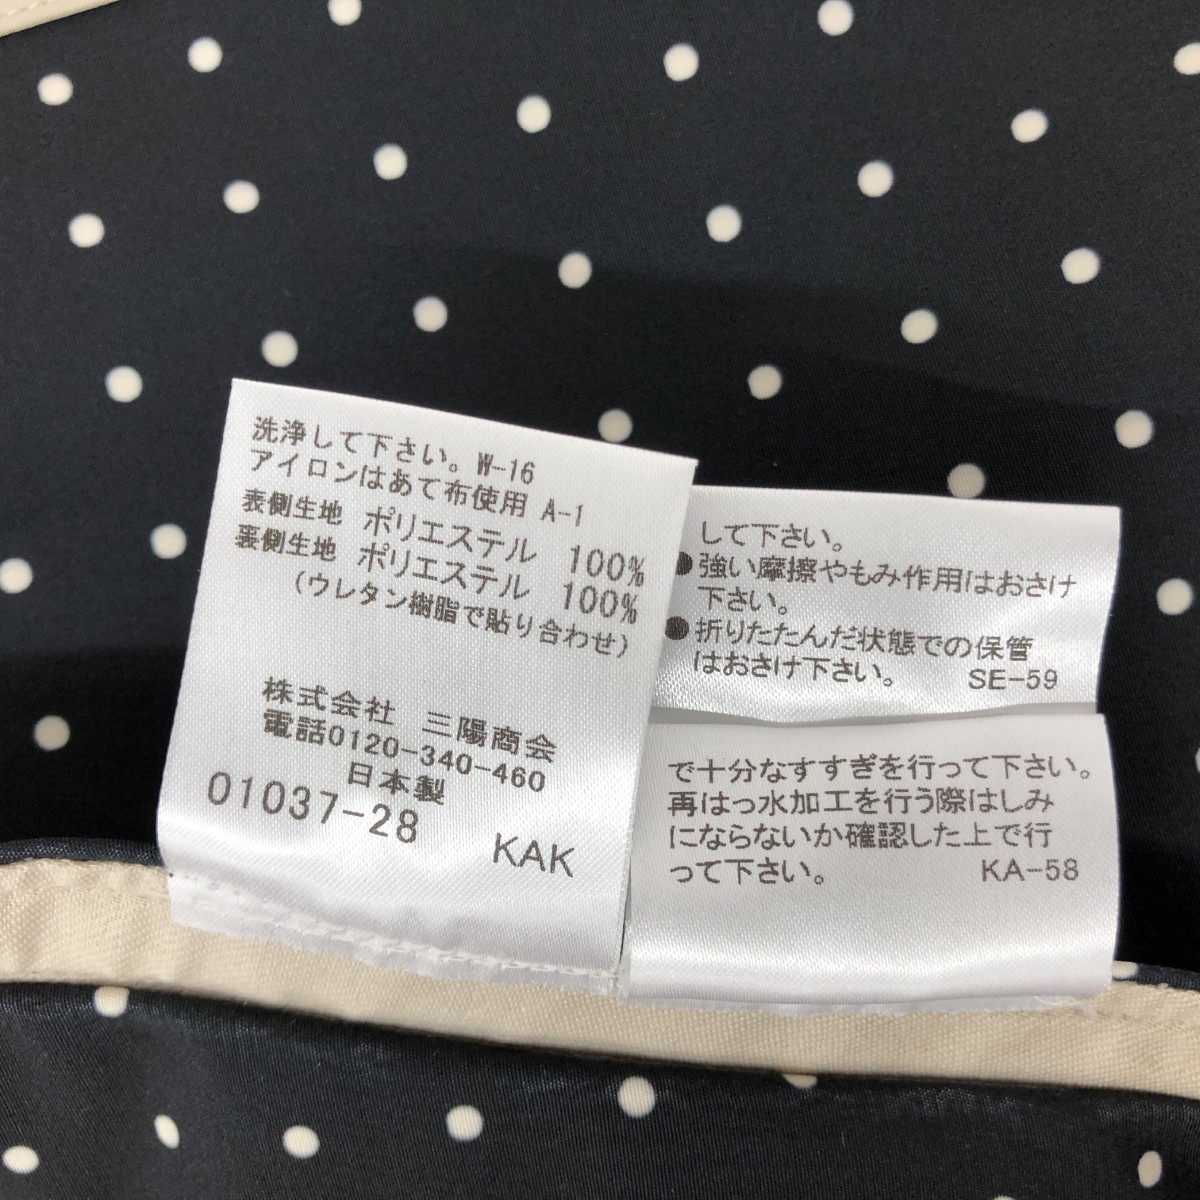 洗浄して下さい。W-16
アイロンはあて布使用 A-1
表側生地 ポリエステル 100%
裏側生地 ポリエステル 100%
(ウレタン樹脂で貼り合わせ)
株式会社 三陽商会
電話0120-340-460
日本製
01037-28 KAK
して下さい。
●強い摩擦やもみ作用はおさけ
下さい。
●折りたたんだ状態での保管
はおさけ下さい。 SE-59
で十分なすすぎを行って下さい。
再はっ水加工を行う際はしみ
にならないか確認した上で行
って下さい。 KA-58